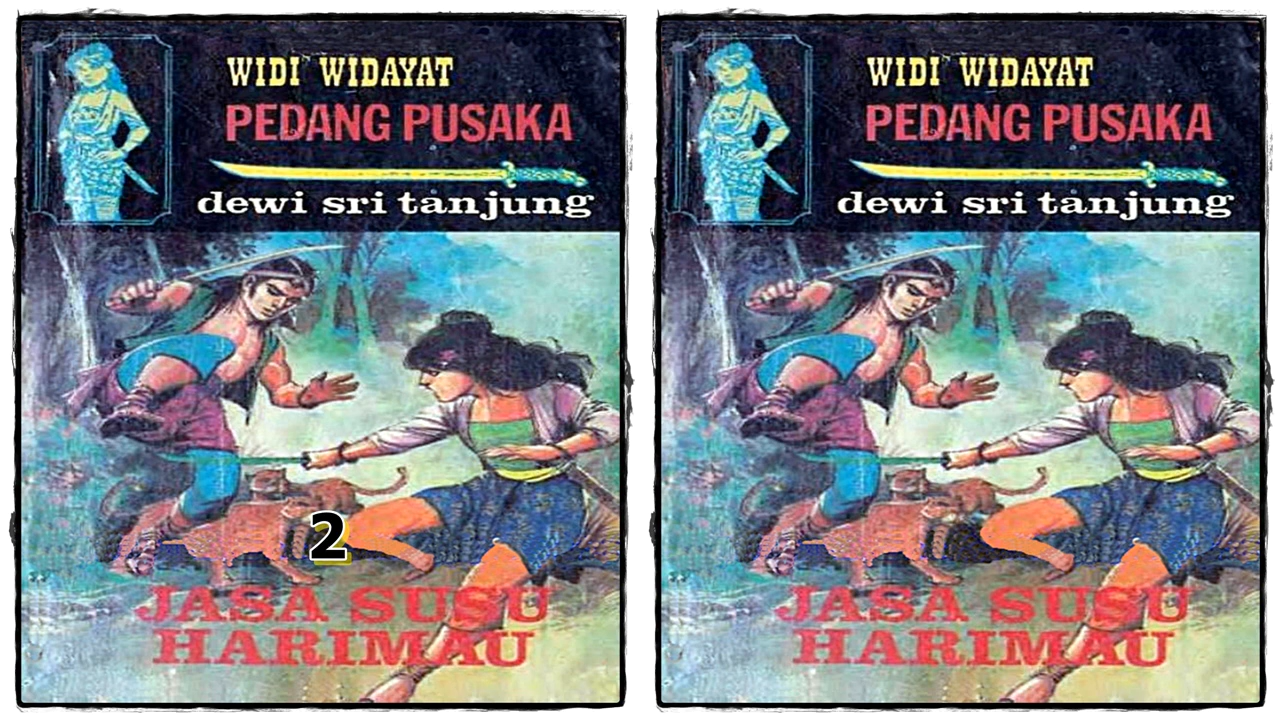 WIDI WIDAYAT
PEDANG PUSAKA
dewi sri tanjung
2
JASA SUSU
HARIMAU
WIDI WIDAYAT
PEDANG PUSAKA
dewi sri tanjung
JASA SUSU
HARIMAU